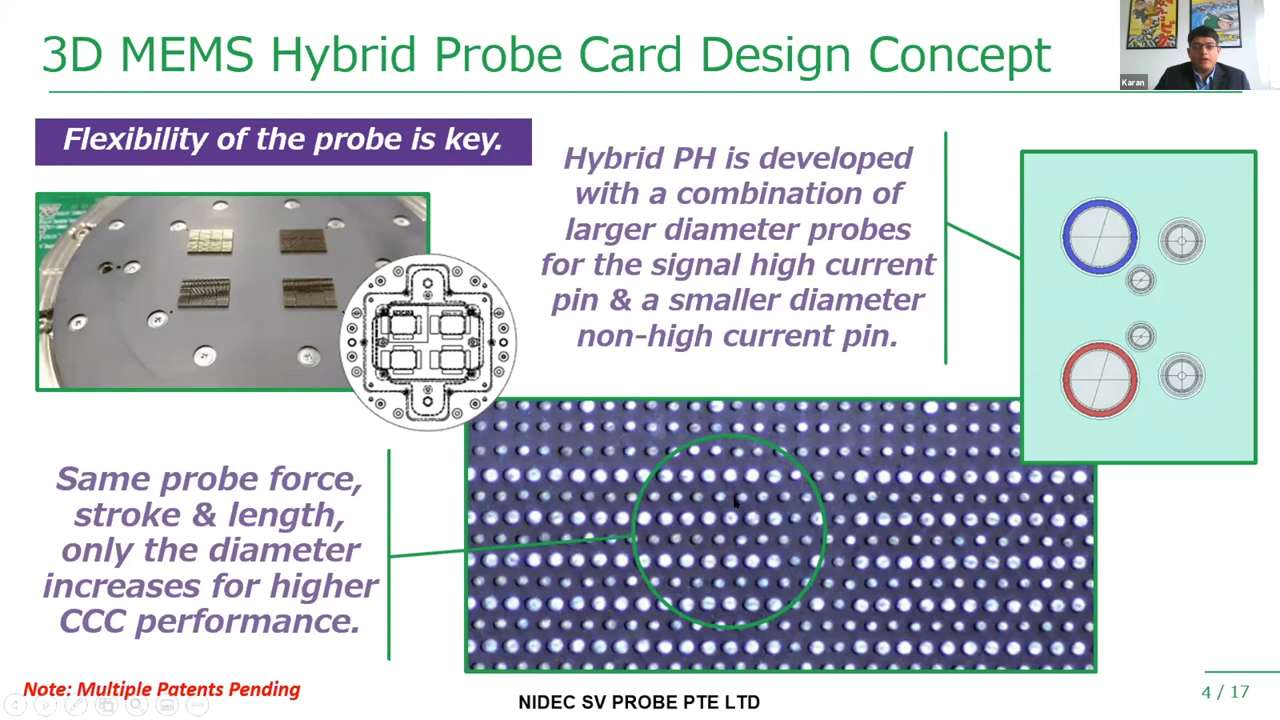 3D MEMS Hybrid Probe Card Design Concept
Karan
Flexibility of the probe is key.
Hybrid PH is developed
with a combination of
larger diameter probes
for the signal high current
pin & a smaller diameter
non-high current pin.
Same probe force,
stroke & length,
only the diameter
increases for higher
CCC performance.
Note: Multiple Patents Pending
NIDEC SV PROBE PTE LTD
4 / 17